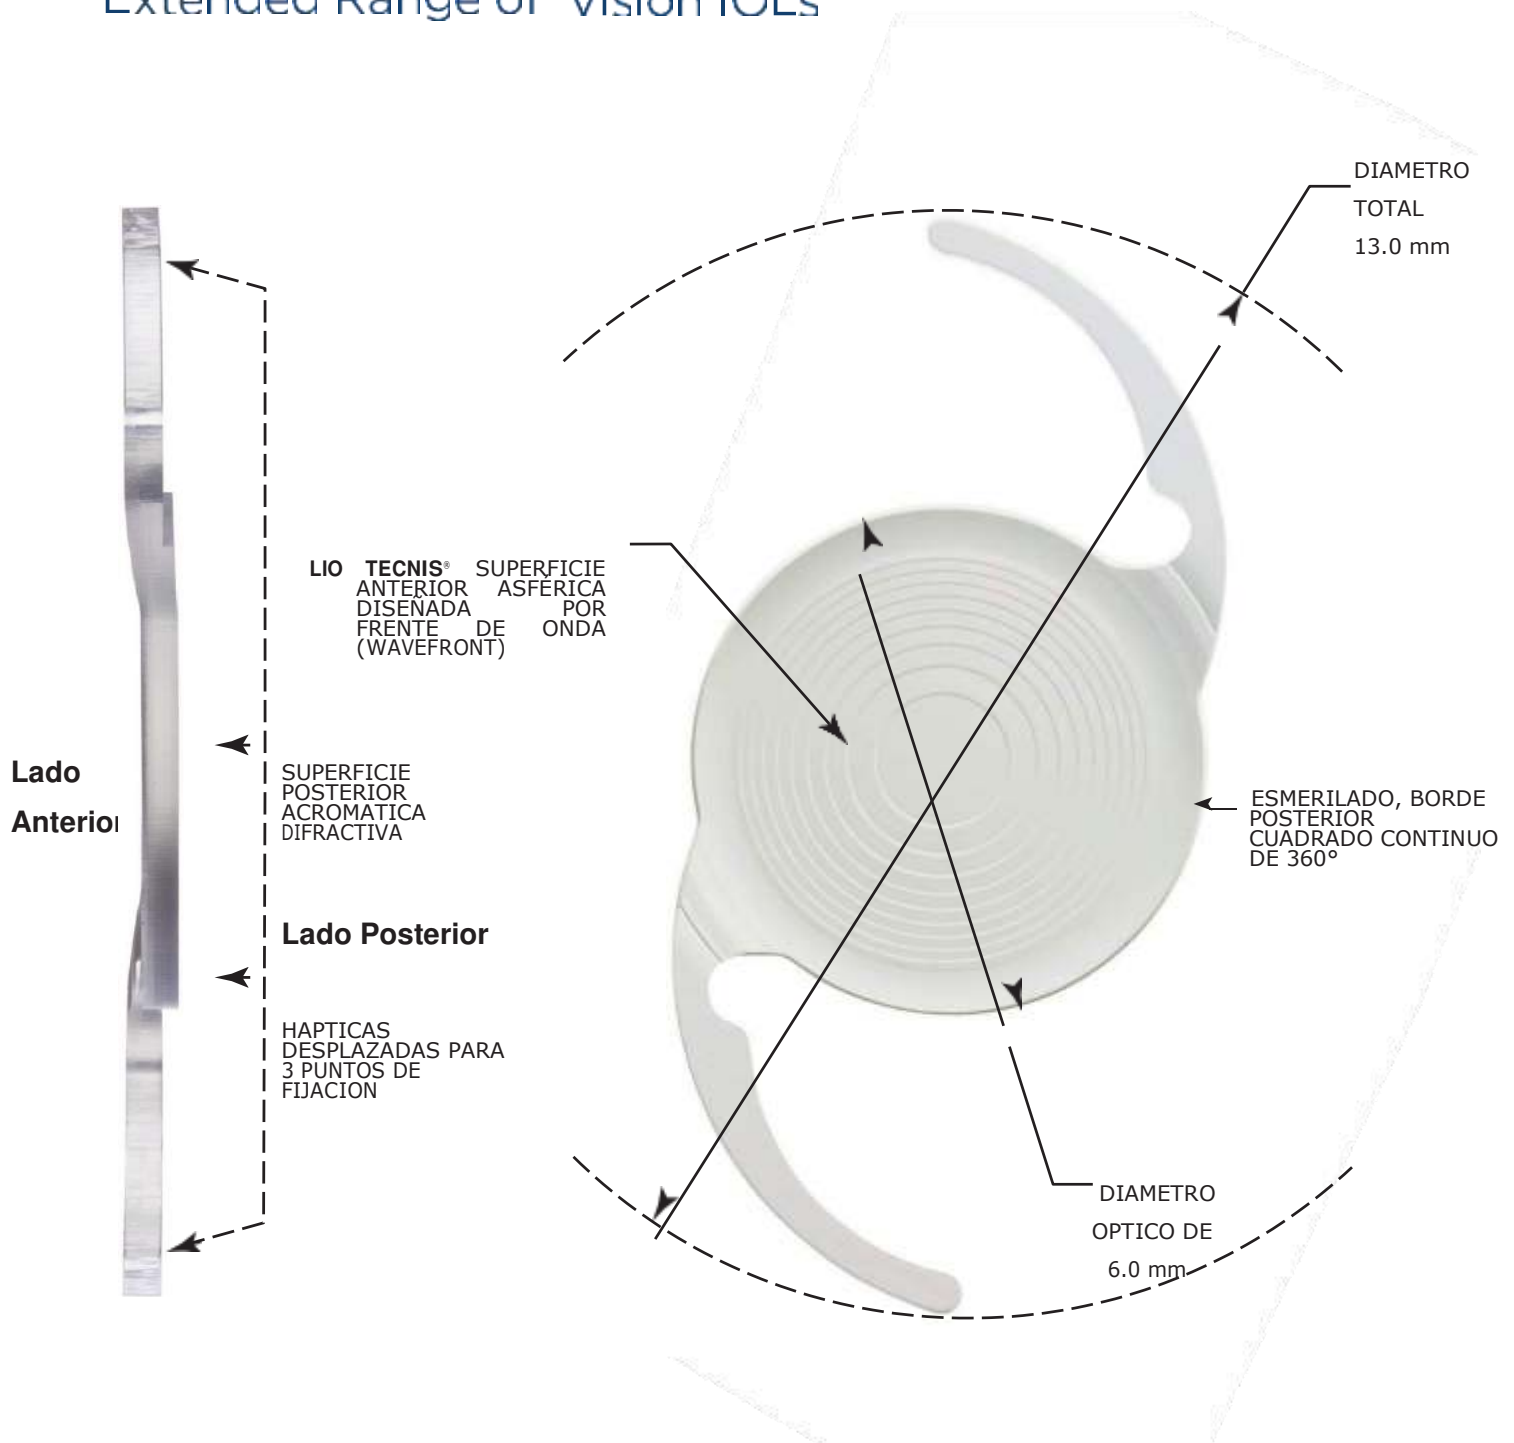 Extended Range of Vision IOLs
DIAMETRO
TOTAL
13.0 mm
LIO TECNIS® SUPERFICIE
ANTERIOR ASFÉRICA
DISEÑADA POR
FRENTE DE ONDA
(WAVEFRONT)
Lado
Anterior
SUPERFICIE
POSTERIOR
ACROMATICA
DIFRACTIVA
ESMERILADO, BORDE
POSTERIOR
CUADRADO CONTINUO
DE 360°
Lado Posterior
HAPTICAS
DESPLAZADAS PARA
3 PUNTOS DE
FIJACION
DIAMETRO
OPTICO DE
6.0 mm